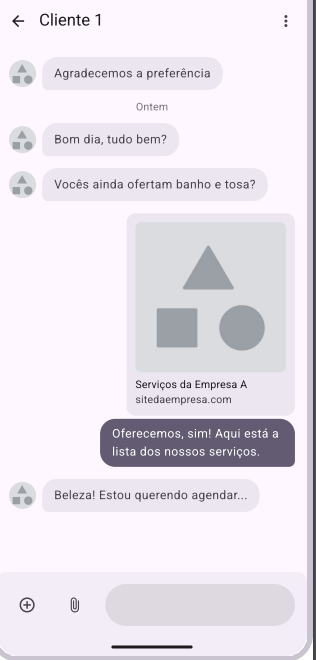 Cliente 1
Agradecemos a preferência
Ontem
Bom dia, tudo bem?
Vocês ainda ofertam banho e tosa?
Serviços da Empresa A
sitedaempresa.com
Oferecemos, sim! Aqui está a
lista dos nossos serviços.
Beleza! Estou querendo agendar...